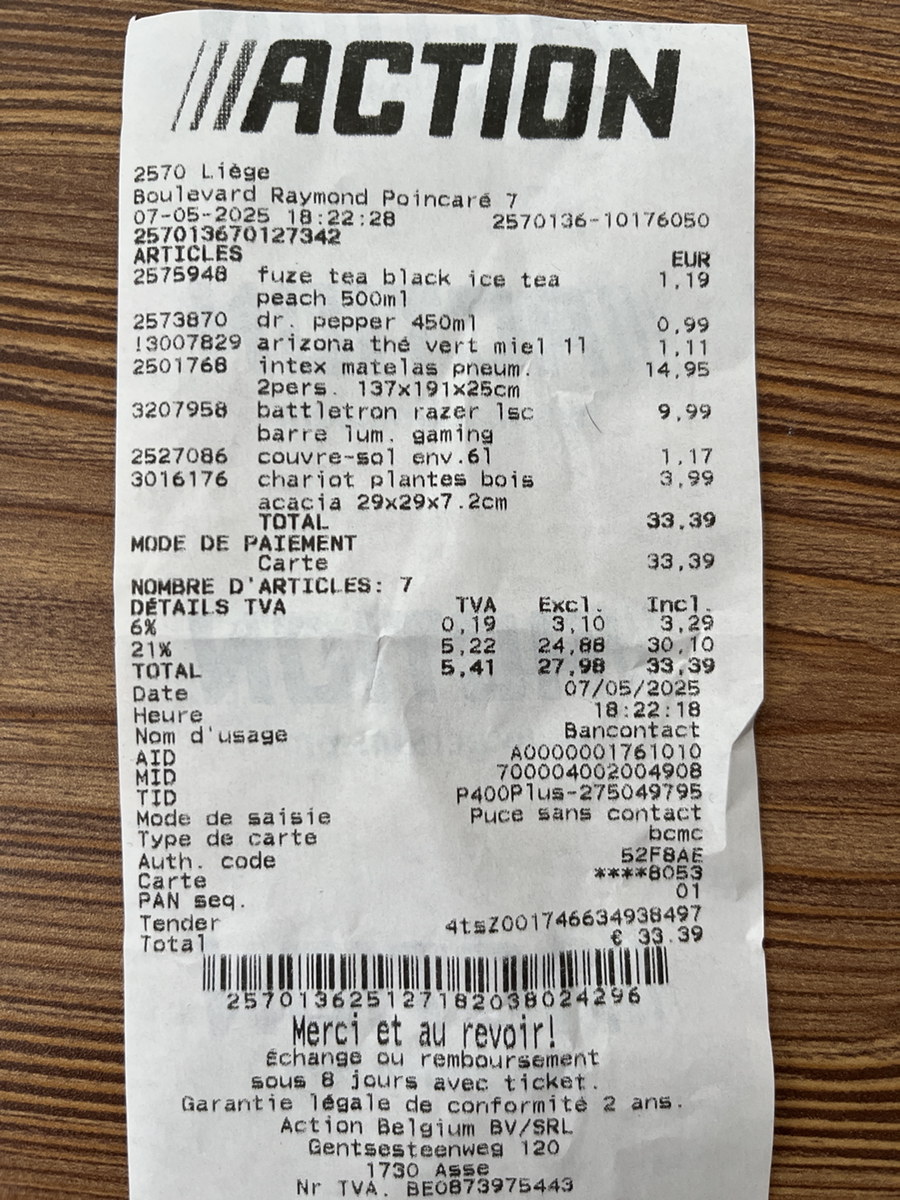 ACTION
2570 Liège
Boulevard Raymond Poincaré 7
07-05-2025 18:22:28 2570136-10176050
257013670127342
ARTICLES EUR
2575948 fuze tea black ice tea 1,19
peach 500ml
2573870 dr. pepper 450ml 0,99
!3007829 arizona thé vert miel 1l 1,11
2501768 intex matelas pneum. 14,95
2pers. 137x191x25cm
3207958 battletron razer lsc 9,99
barre lum. gaming
2527086 couvre-sol env.6l 1,17
3016176 chariot plantes bois 3,99
acacia 29x29x7.2cm
TOTAL 33,39
MODE DE PAIEMENT
Carte 33,39
NOMBRE D'ARTICLES: 7
DÉTAILS TVA TVA Excl. Incl.
6% 0,19 3,10 3,29
21% 5,22 24,88 30,10
TOTAL 5,41 27,98 33,39
Date 07/05/2025
Heure 18:22:18
Nom d'usage Bancontact
AID A0000001761010
MID 700004002004908
TID P400Plus-275049795
Mode de saisie Puce sans contact
Type de carte bcmc
Auth. code 52F8AE
Carte ****8053
PAN seq. 01
Tender 4tsZ001746634938497
Total € 33.39
257013625127182038024296
Merci et au revoir!
Échange ou remboursement
sous 8 jours avec ticket.
Garantie légale de conformité 2 ans.
Action Belgium BV/SRL
Gentsesteenweg 120
1730 Asse
Nr TVA. BE0873975443